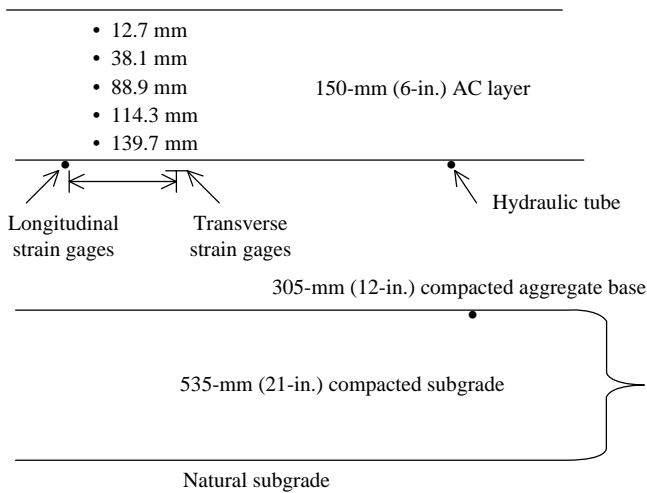 • 12.7 mm
• 38.1 mm
• 88.9 mm
• 114.3 mm
• 139.7 mm
150-mm (6-in.) AC layer
Longitudinal
strain gages
Transverse
strain gages
Hydraulic tube
305-mm (12-in.) compacted aggregate base
535-mm (21-in.) compacted subgrade
Natural subgrade